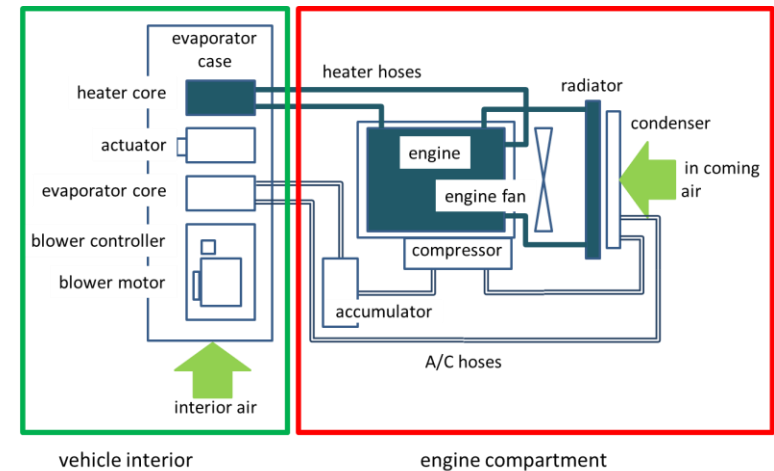 evaporator
case
heater core
actuator
evaporator core
blower controller
blower motor
interior air
vehicle interior
heater hoses
radiator
condenser
engine
in coming
air
engine fan
compressor
accumulator
A/C hoses
engine compartment